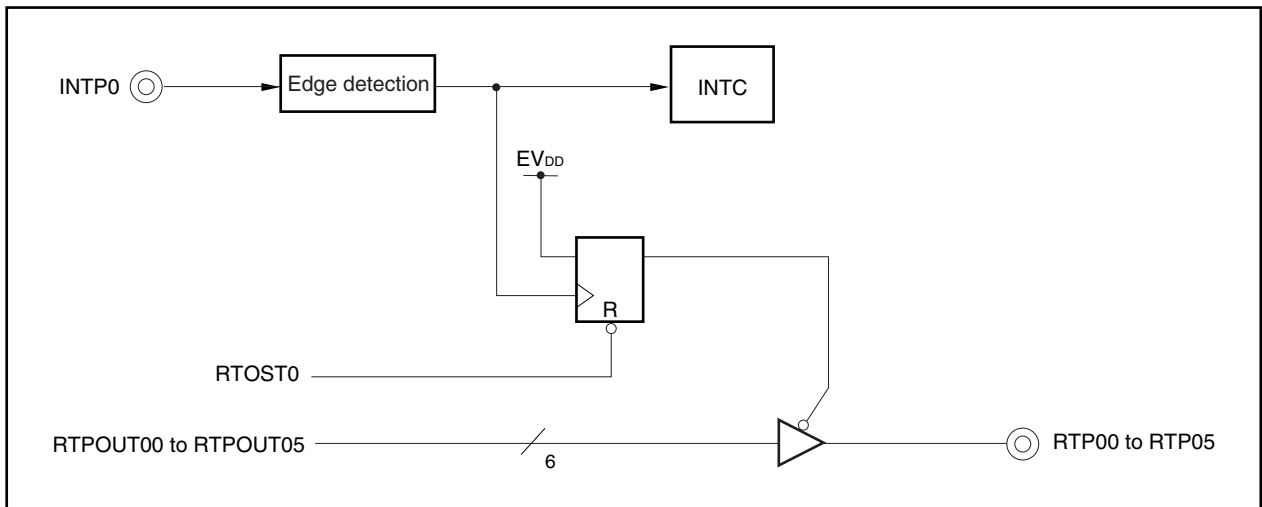 INTP0
Edge detection
INTC
EVDD
R
RTOST0
RTPOUT00 to RTPOUT05
6
RTP00 to RTP05